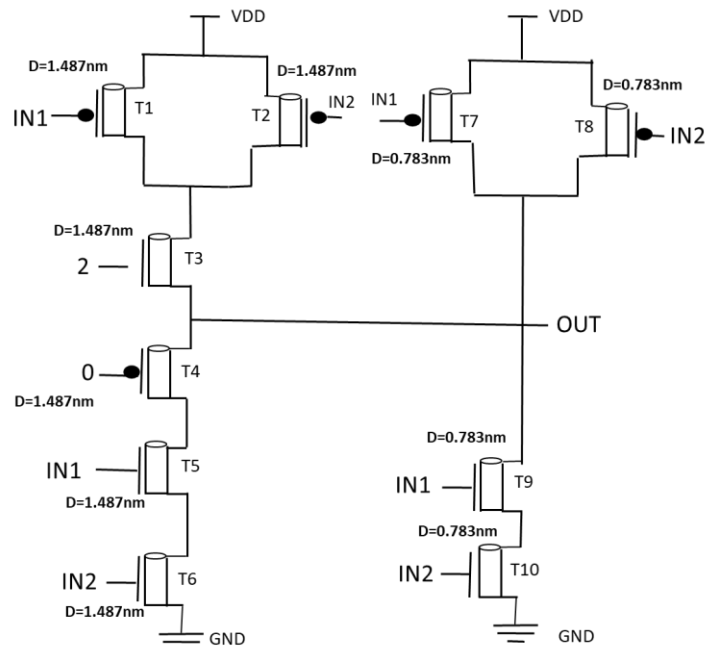 VDD
VDD
D=1.487nm
D=1.487nm
D=0.783nm
IN1
T1
T2
IN2
IN1
T7
T8
IN2
D=0.783nm
D=1.487nm
2
T3
OUT
0
T4
D=1.487nm
D=0.783nm
IN1
T5
IN1
T9
D=1.487nm
D=0.783nm
IN2
T6
IN2
T10
D=1.487nm
GND
GND